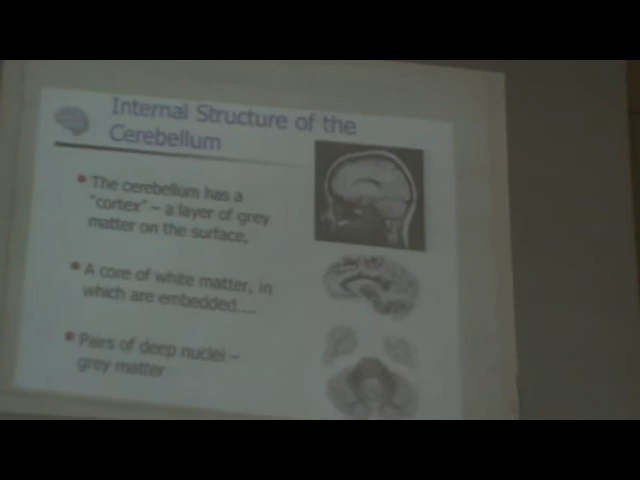 Internal Structure of the
Cerebellum
The cerebellum has a
"cortex" – a layer of grey
matter on the surface,
A core of white matter, in
which are embedded....
Pairs of deep nuclei –
grey matter